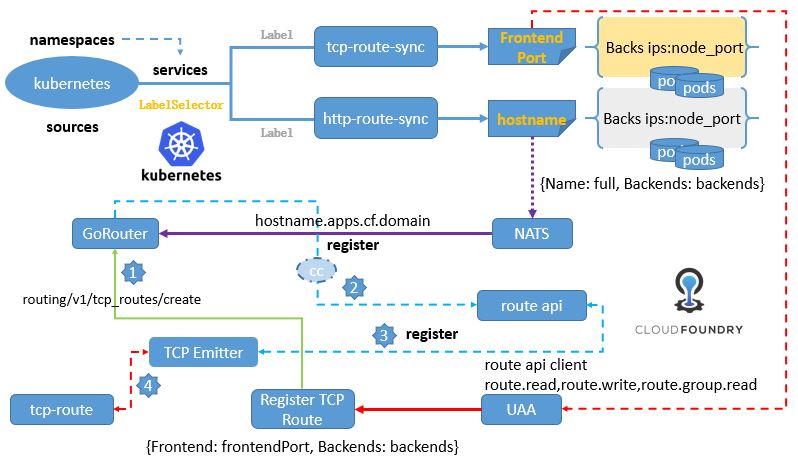 namespaces
Label
tcp-route-sync
Frontend
Port
Backs ips:node_port
services
kubernetes
pods
LabelSelector
Label
http-route-sync
hostname
Backs ips:node_port
sources
kubernetes
pods
{Name: full, Backends: backends}
hostname.apps.cf.domain
GoRouter
NATS
register
cc
1
2
routing/v1/tcp_routes/create
route api
CLOUDFOUNDRY
3
register
TCP Emitter
route api client
4
route.read,route.write,route.group.read
tcp-route
Register TCP
Route
UAA
{Frontend: frontendPort, Backends: backends}